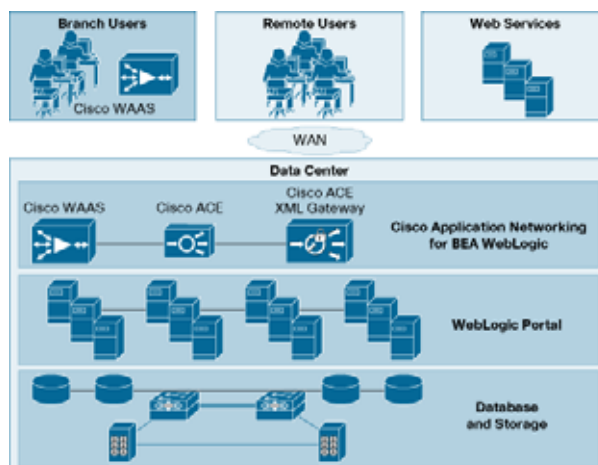 Branch Users
Remote Users
Web Services
Cisco WAAS
WAN
Data Center
Cisco WAAS
Cisco ACE
Cisco ACE
XML Gateway
Cisco Application Networking
for BEA WebLogic
WebLogic Portal
Database
and Storage